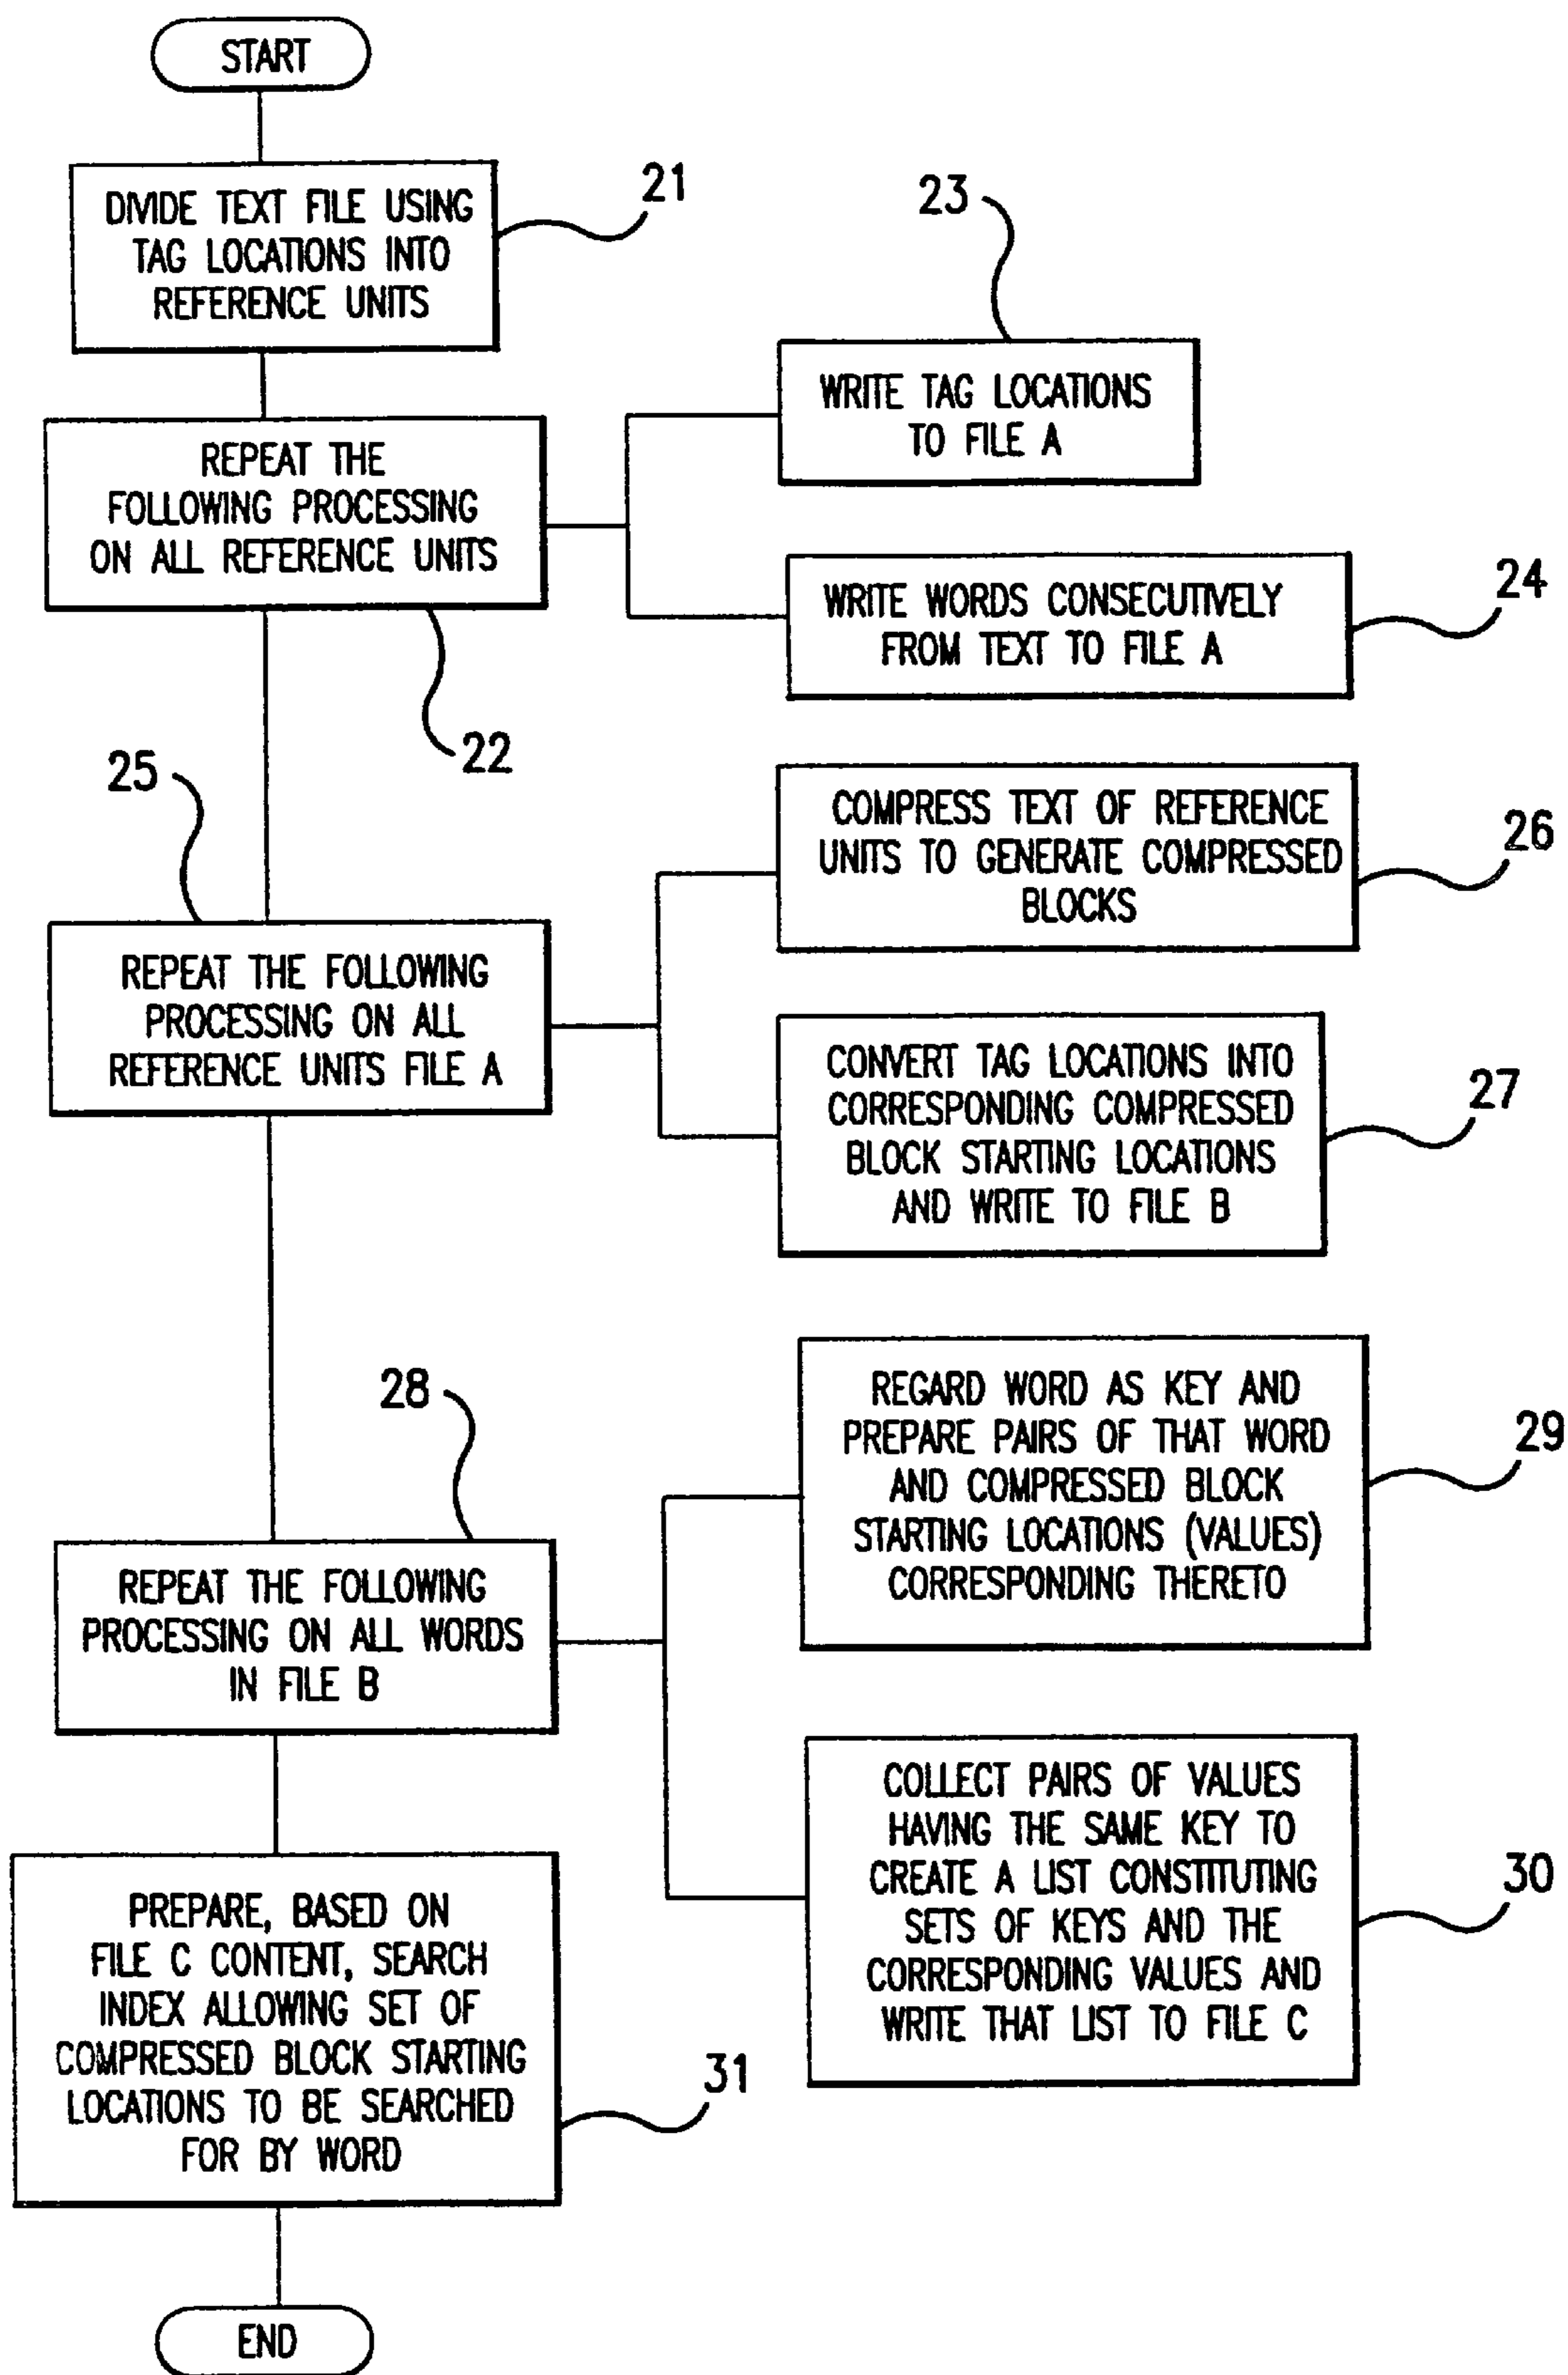 START
DIVIDE TEXT FILE USING
TAG LOCATIONS INTO
REFERENCE UNITS
21
REPEAT THE
FOLLOWING PROCESSING
ON ALL REFERENCE UNITS
22
23
WRITE TAG LOCATIONS
TO FILE A
WRITE WORDS CONSECUTIVELY
FROM TEXT TO FILE A
24
25
REPEAT THE FOLLOWING
PROCESSING ON ALL
REFERENCE UNITS FILE A
COMPRESS TEXT OF REFERENCE
UNITS TO GENERATE COMPRESSED
BLOCKS
26
CONVERT TAG LOCATIONS INTO
CORRESPONDING COMPRESSED
BLOCK STARTING LOCATIONS
AND WRITE TO FILE B
27
28
REPEAT THE FOLLOWING
PROCESSING ON ALL WORDS
IN FILE B
REGARD WORD AS KEY AND
PREPARE PAIRS OF THAT WORD
AND COMPRESSED BLOCK
STARTING LOCATIONS (VALUES)
CORRESPONDING THERETO
29
COLLECT PAIRS OF VALUES
HAVING THE SAME KEY TO
CREATE A LIST CONSTITUTING
SETS OF KEYS AND THE
CORRESPONDING VALUES AND
WRITE THAT LIST TO FILE C
30
PREPARE, BASED ON
FILE C CONTENT, SEARCH
INDEX ALLOWING SET OF
COMPRESSED BLOCK STARTING
LOCATIONS TO BE SEARCHED
FOR BY WORD
31
END